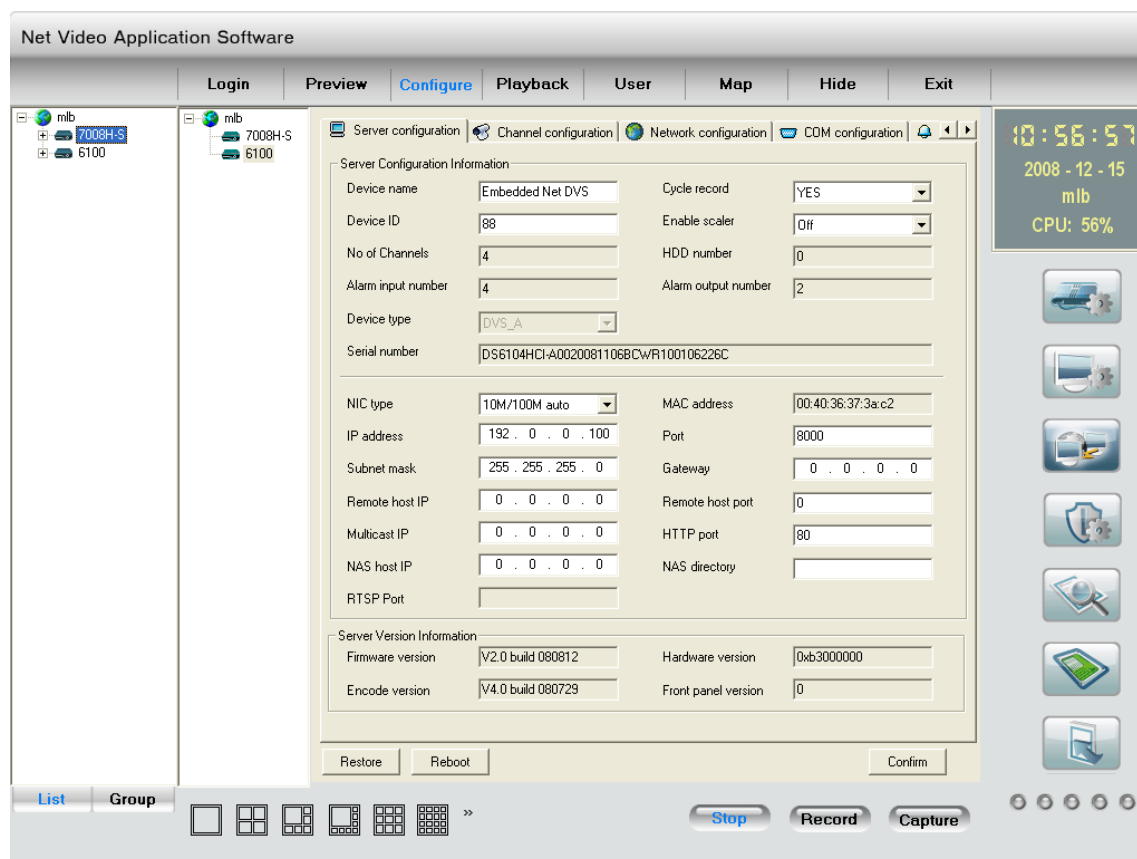 Net Video Application Software
Login Preview Configure Playback User Map Hide Exit
mlb
7008H-S
6100
mlb
7008H-S
6100
Server configuration Channel configuration Network configuration COM configuration
Server Configuration Information
Device name Embedded Net DVS Cycle record YES
Device ID 88 Enable scaler Off
No of Channels 4 HDD number 0
Alarm input number 4 Alarm output number 2
Device type DVS_A
Serial number DS6104HCI-A0020081106BCWR100106226C
NIC type 10M/100M auto MAC address 00:40:36:37:3a:c2
IP address 192 . 0 . 0 . 100 Port 8000
Subnet mask 255 . 255 . 255 . 0 Gateway 0 . 0 . 0 . 0
Remote host IP 0 . 0 . 0 . 0 Remote host port 0
Multicast IP 0 . 0 . 0 . 0 HTTP port 80
NAS host IP 0 . 0 . 0 . 0 NAS directory
RTSP Port
Server Version Information
Firmware version V2.0 build 080812 Hardware version 0xb3000000
Encode version V4.0 build 080729 Front panel version 0
Restore Reboot Confirm
10:56:57
2008 - 12 - 15
mlb
CPU: 56%
List Group
» Stop Record Capture